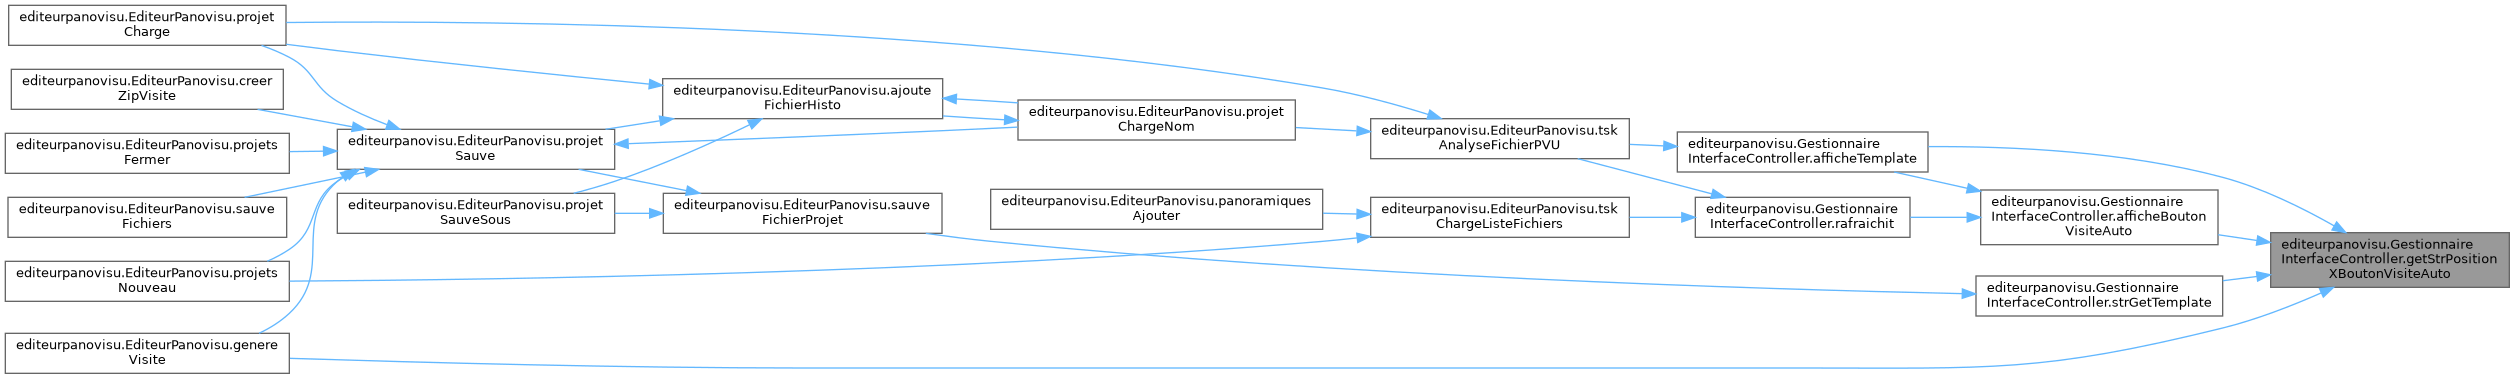 editeurpanovisu.EditeurPanovisu.projet
Charge
editeurpanovisu.EditeurPanovisu.creer
ZipVisite
editeurpanovisu.EditeurPanovisu.projets
Fermer
editeurpanovisu.EditeurPanovisu.sauve
Fichiers
editeurpanovisu.EditeurPanovisu.projets
Nouveau
editeurpanovisu.EditeurPanovisu.genere
Visite
editeurpanovisu.EditeurPanovisu.projet
Sauve
editeurpanovisu.EditeurPanovisu.projet
SauveSous
editeurpanovisu.EditeurPanovisu.ajoute
FichierHisto
editeurpanovisu.EditeurPanovisu.sauve
FichierProjet
editeurpanovisu.EditeurPanovisu.projet
ChargeNom
editeurpanovisu.EditeurPanovisu.panoramiques
Ajouter
editeurpanovisu.EditeurPanovisu.tsk
AnalyseFichierPVU
editeurpanovisu.EditeurPanovisu.tsk
ChargeListeFichiers
editeurpanovisu.Gestionnaire
InterfaceController.afficheTemplate
editeurpanovisu.Gestionnaire
InterfaceController.rafraichit
editeurpanovisu.Gestionnaire
InterfaceController.afficheBouton
VisiteAuto
editeurpanovisu.Gestionnaire
InterfaceController.strGetTemplate
editeurpanovisu.Gestionnaire
InterfaceController.getStrPosition
XBoutonVisiteAuto